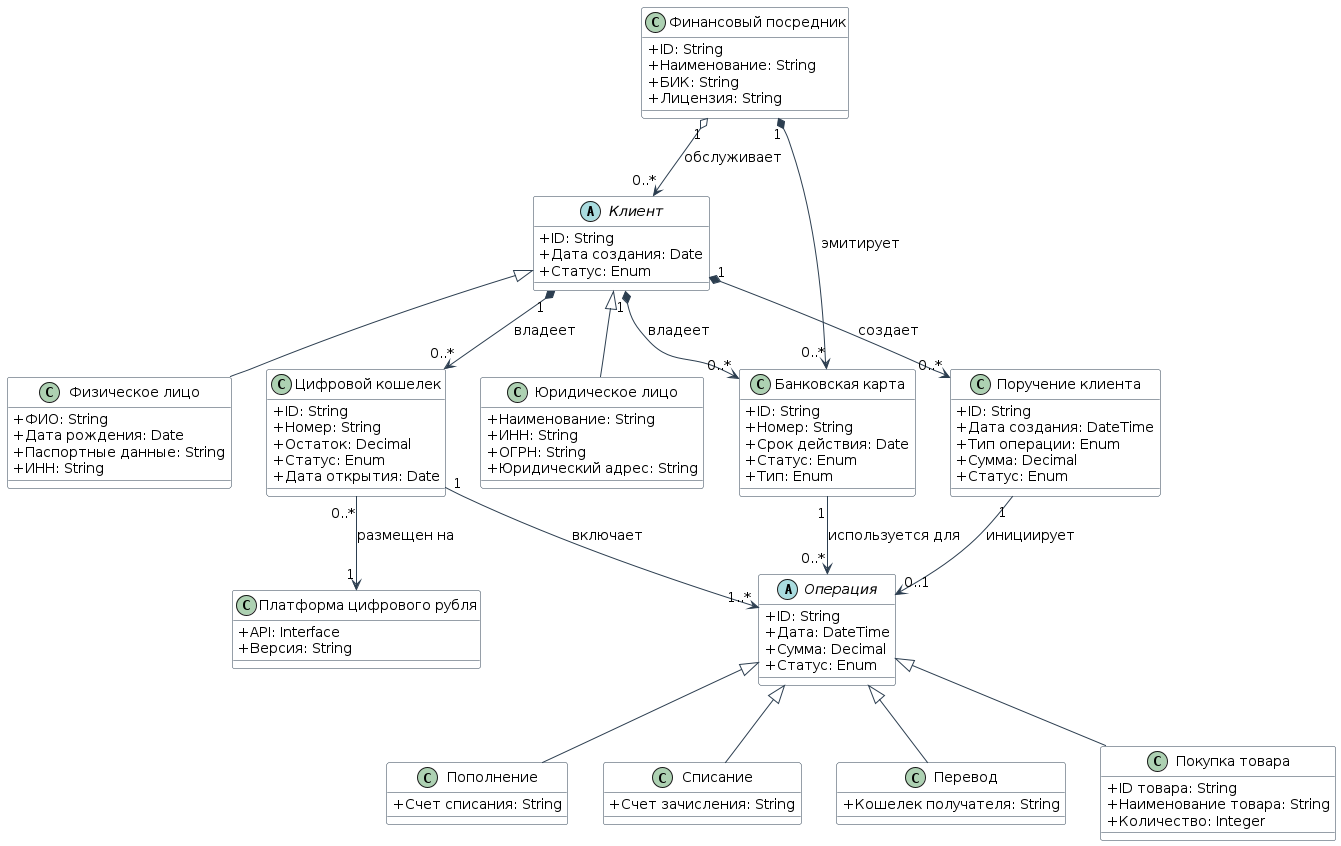 C Финансовый посредник
+ID: String
+Наименование: String
+БИК: String
+Лицензия: String
1
1
обслуживает
0..*
эмитирует
A Клиент
+ID: String
+Дата создания: Date
+Статус: Enum
1
1
1
владеет
владеет
создает
0..*
0..*
0..*
0..*
C Физическое лицо
+ФИО: String
+Дата рождения: Date
+Паспортные данные: String
+ИНН: String
C Цифровой кошелек
+ID: String
+Номер: String
+Остаток: Decimal
+Статус: Enum
+Дата открытия: Date
C Юридическое лицо
+Наименование: String
+ИНН: String
+ОГРН: String
+Юридический адрес: String
C Банковская карта
+ID: String
+Номер: String
+Срок действия: Date
+Статус: Enum
+Тип: Enum
C Поручение клиента
+ID: String
+Дата создания: DateTime
+Тип операции: Enum
+Сумма: Decimal
+Статус: Enum
1
0..*
1
1
размещен на
включает
используется для
инициирует
1
1..*
0..*
0..1
C Платформа цифрового рубля
+API: Interface
+Версия: String
A Операция
+ID: String
+Дата: DateTime
+Сумма: Decimal
+Статус: Enum
C Пополнение
+Счет списания: String
C Списание
+Счет зачисления: String
C Перевод
+Кошелек получателя: String
C Покупка товара
+ID товара: String
+Наименование товара: String
+Количество: Integer